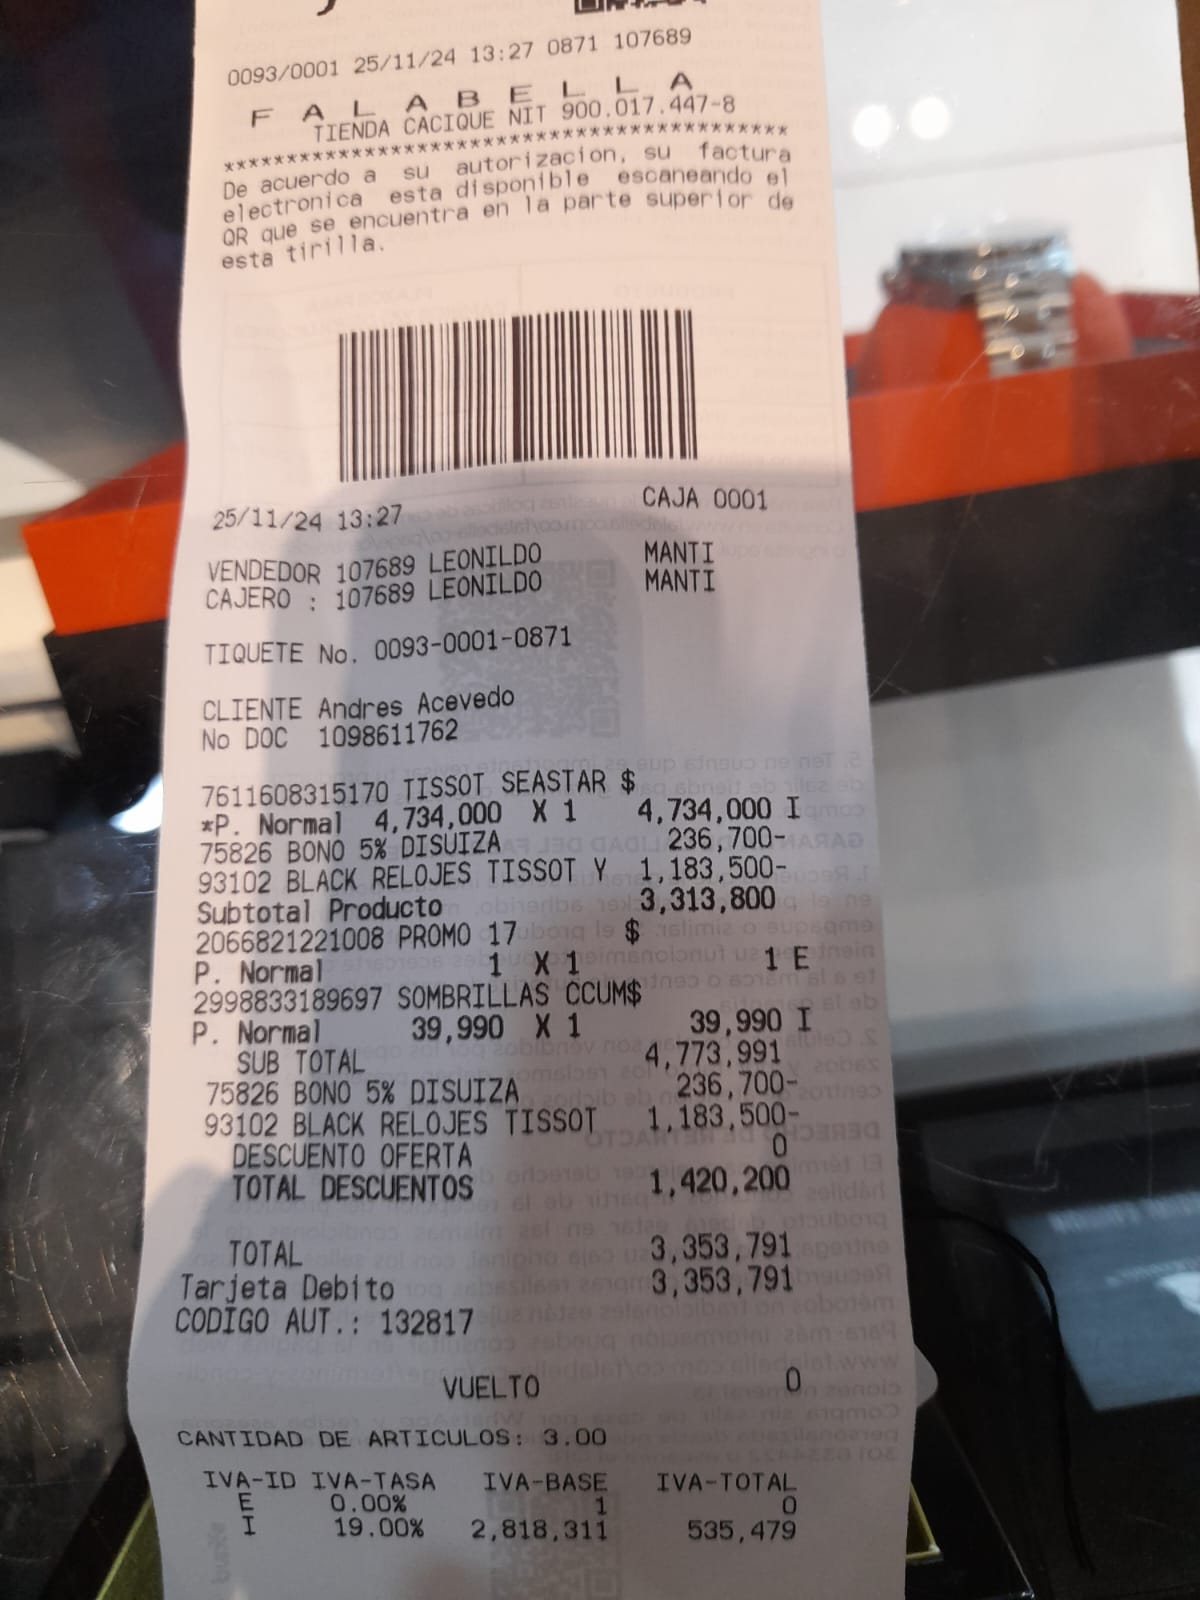 0093/0001 25/11/24 13:27 0871 107689
F A L A B E L L A
TIENDA CACIQUE NIT 900.017.447-8
*********************************************
De acuerdo a su autorizacion, su factura
electronica esta disponible escaneando el
QR que se encuentra en la parte superior de
esta tirilla.
25/11/24 13:27 CAJA 0001
VENDEDOR 107689 LEONILDO MANTI
CAJERO : 107689 LEONILDO MANTI
TIQUETE No. 0093-0001-0871
CLIENTE Andres Acevedo
No DOC 1098611762
7611608315170 TISSOT SEASTAR $
*P. Normal 4,734,000 X 1 4,734,000 I
75826 BONO 5% DISUIZA 236,700-
93102 BLACK RELOJES TISSOT Y 1,183,500-
Subtotal Producto 3,313,800
2066821221008 PROMO 17 $
P. Normal 1 X 1 1 E
2998833189697 SOMBRILLAS CCUM$
P. Normal 39,990 X 1 39,990 I
SUB TOTAL 4,773,991
75826 BONO 5% DISUIZA 236,700-
93102 BLACK RELOJES TISSOT 1,183,500-
DESCUENTO OFERTA 0
TOTAL DESCUENTOS 1,420,200
TOTAL 3,353,791
Tarjeta Debito 3,353,791
CODIGO AUT.: 132817
VUELTO 0
CANTIDAD DE ARTICULOS: 3.00
IVA-ID IVA-TASA IVA-BASE IVA-TOTAL
E 0.00% 1 0
I 19.00% 2,818,311 535,479